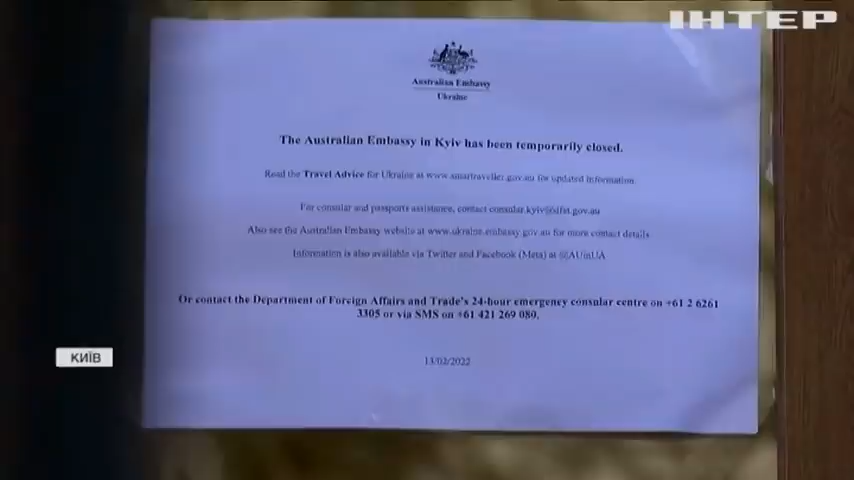 ІНТЕР
Australian Embassy
Ukraine
The Australian Embassy in Kyiv has been temporarily closed.
Read the Travel Advice for Ukraine at www.smartraveller.gov.au for updated information.
For consular and passports assistance, contact consular.kyiv@dfat.gov.au
Also see the Australian Embassy website at www.ukraine.embassy.gov.au for more contact details.
Information is also available via Twitter and Facebook (Meta) at @AUinUA
Or contact the Department of Foreign Affairs and Trade's 24-hour emergency consular centre on +61 2 6261
3305 or via SMS on +61 421 269 080.
КИЇВ
13/02/2022